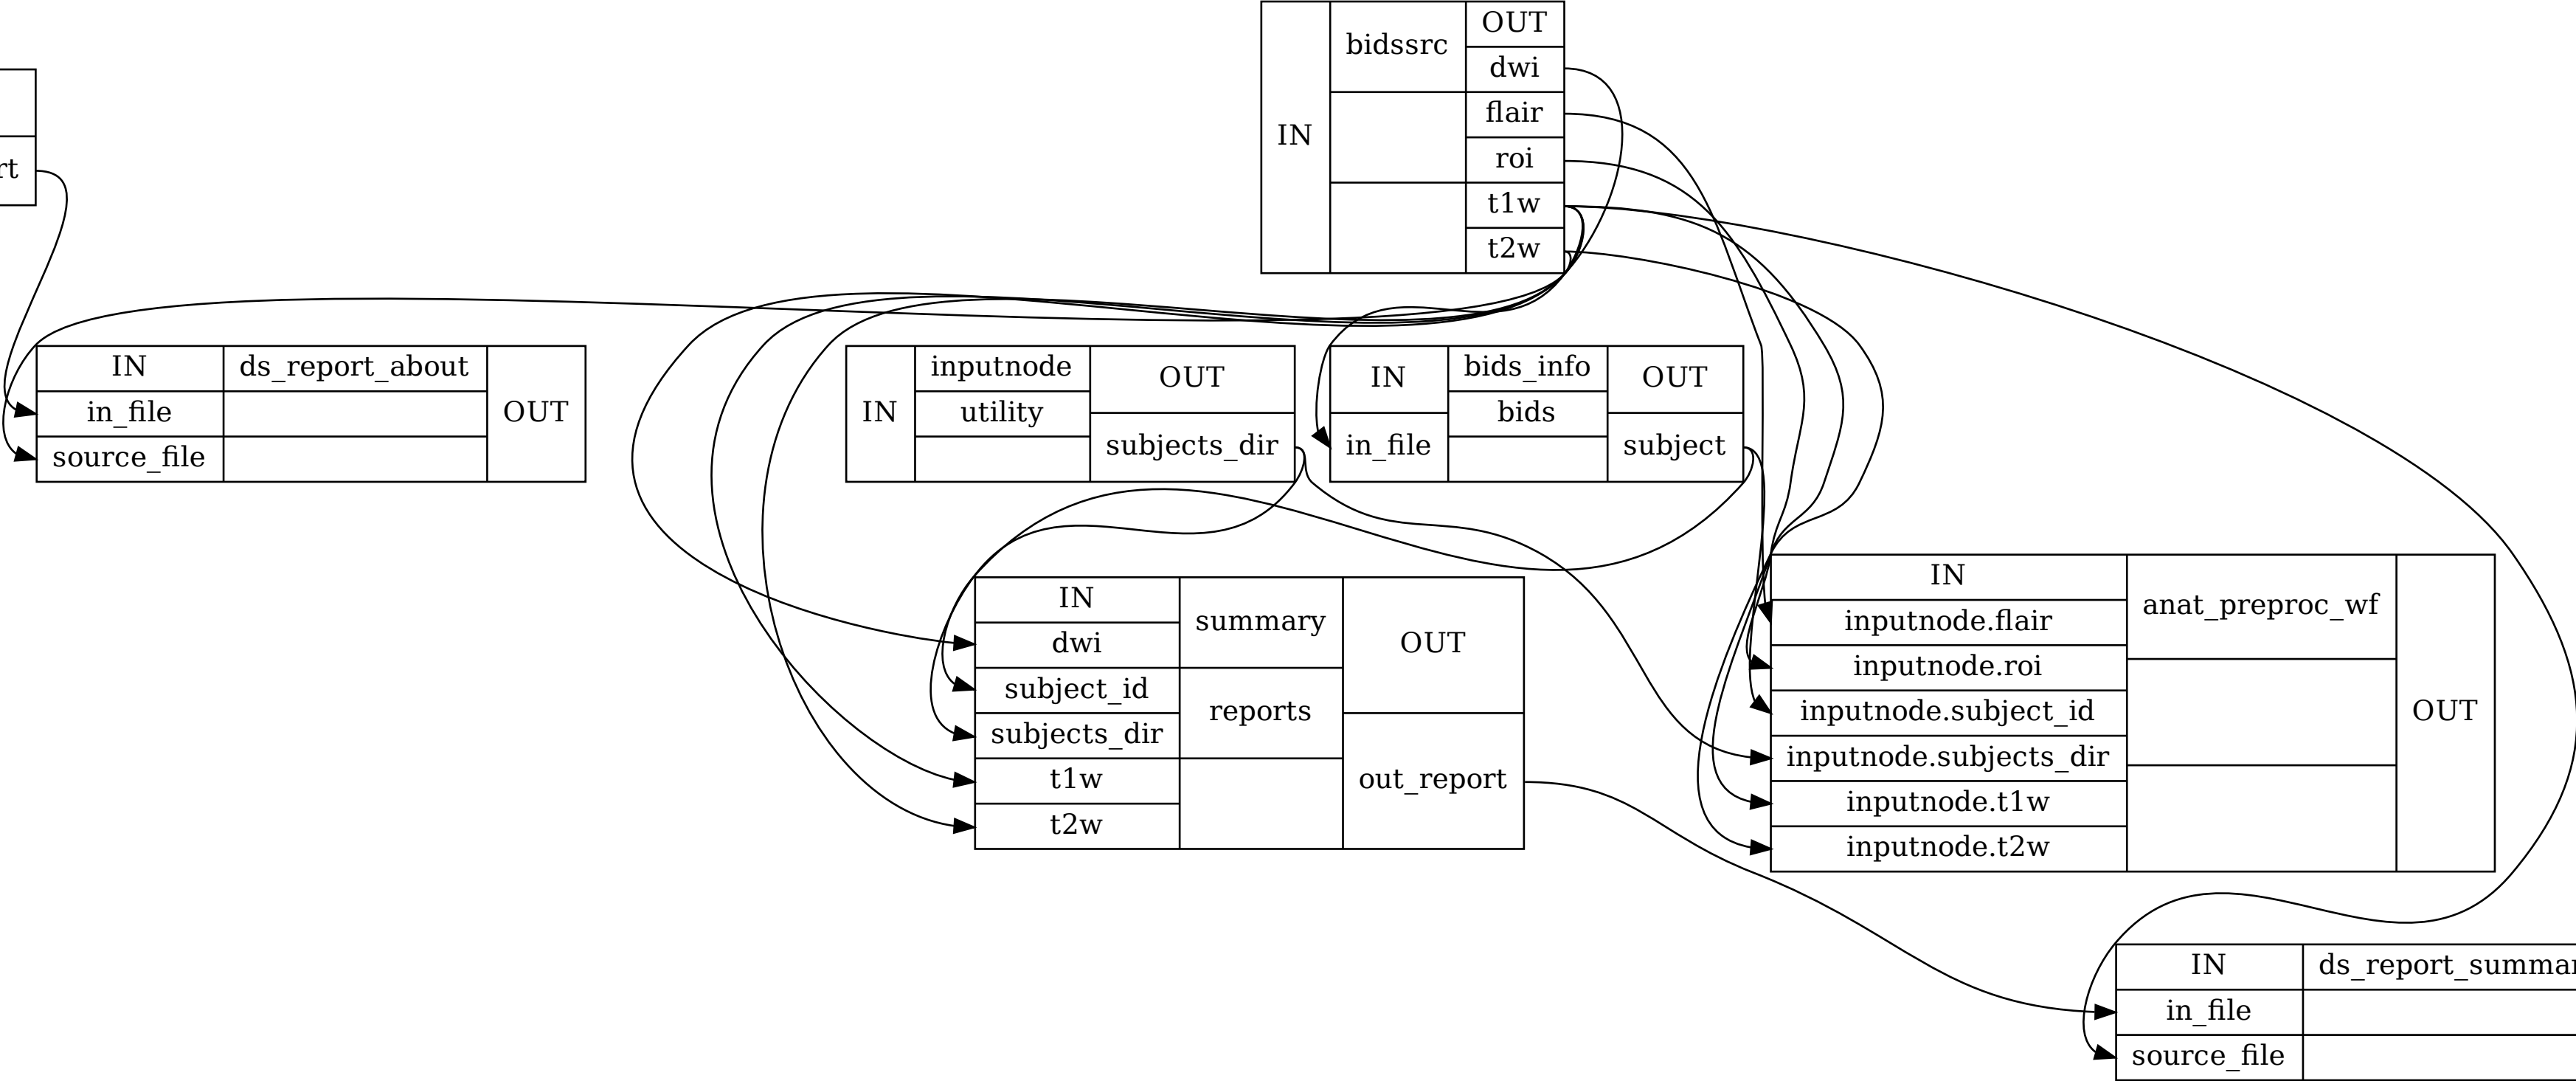 IN
bidssrc
OUT
dwi
flair
roi
t1w
t2w
rt
IN
ds_report_about
OUT
in_file
source_file
IN
inputnode
utility
OUT
subjects_dir
IN
bids_info
OUT
in_file
bids
subject
IN
summary
OUT
dwi
subject_id
reports
subjects_dir
t1w
out_report
t2w
IN
anat_preproc_wf
OUT
inputnode.flair
inputnode.roi
inputnode.subject_id
inputnode.subjects_dir
inputnode.t1w
inputnode.t2w
IN
ds_report_summar
in_file
source_file